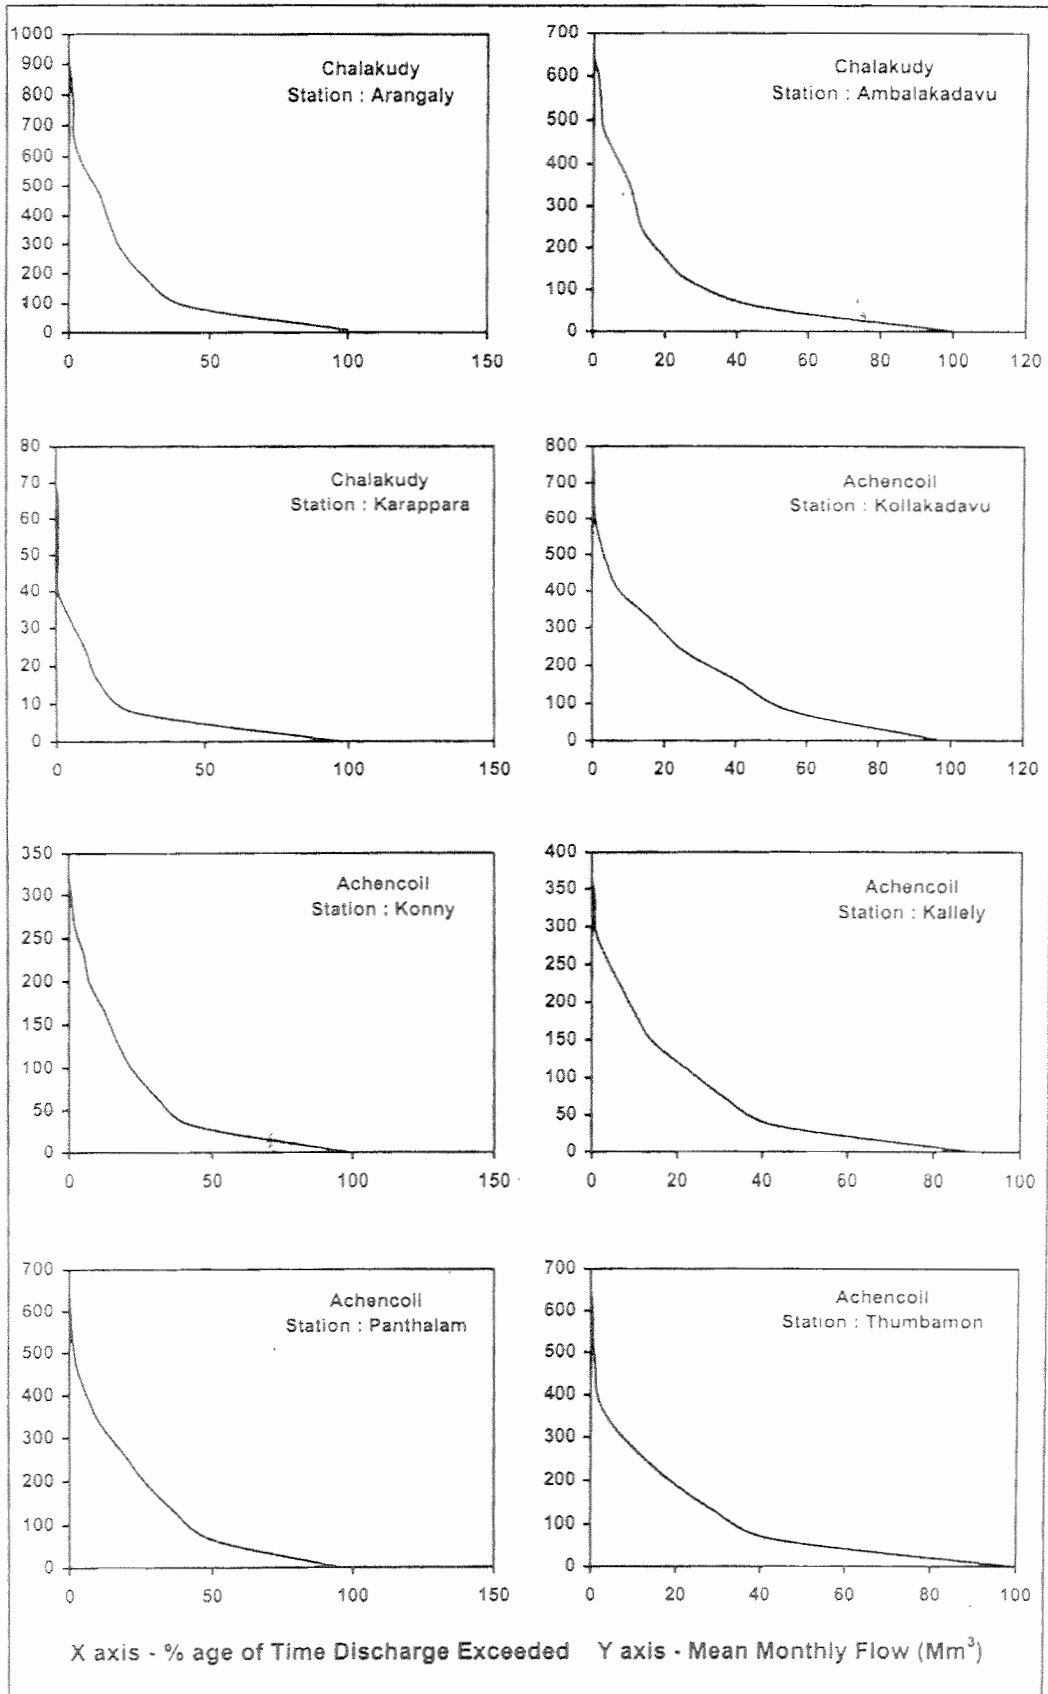 Chalakudy
Station : Arangaly
1000
900
800
700
600
500
400
300
200
100
0
0 50 100 150
Chalakudy
Station : Ambalakadavu
700
600
500
400
300
200
100
0
0 20 40 60 80 100 120
Chalakudy
Station : Karappara
80
70
60
50
40
30
20
10
0
0 50 100 150
Achencoil
Station : Kollakadavu
800
700
600
500
400
300
200
100
0
0 20 40 60 80 100 120
Achencoil
Station : Konny
350
300
250
200
150
100
50
0
0 50 100 150
Achencoil
Station : Kallely
400
350
300
250
200
150
100
50
0
0 20 40 60 80 100
Achencoil
Station : Panthalam
700
600
500
400
300
200
100
0
0 50 100 150
Achencoil
Station : Thumbamon
700
600
500
400
300
200
100
0
0 20 40 60 80 100
X axis - % age of Time Discharge Exceeded Y axis - Mean Monthly Flow (Mm³)